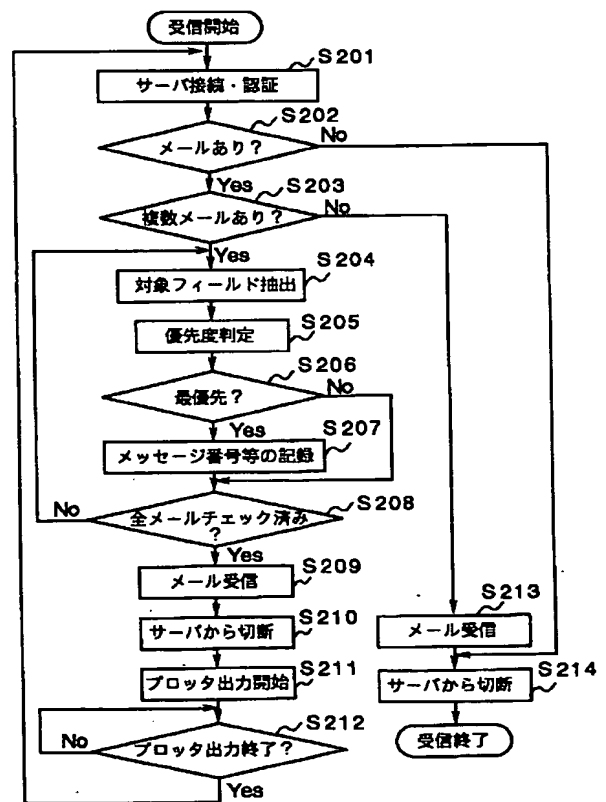 受信開始
S201
サーバ接続・認証
S202
メールあり?
No
Yes
S203
複数メールあり?
No
Yes
S204
対象フィールド抽出
S205
優先度判定
S206
最優先?
No
Yes
S207
メッセージ番号等の記録
S208
全メールチェック済み
?
No
Yes
S209
メール受信
S210
サーバから切断
S211
プロッタ出力開始
S212
プロッタ出力終了?
No
Yes
S213
メール受信
S214
サーバから切断
受信終了